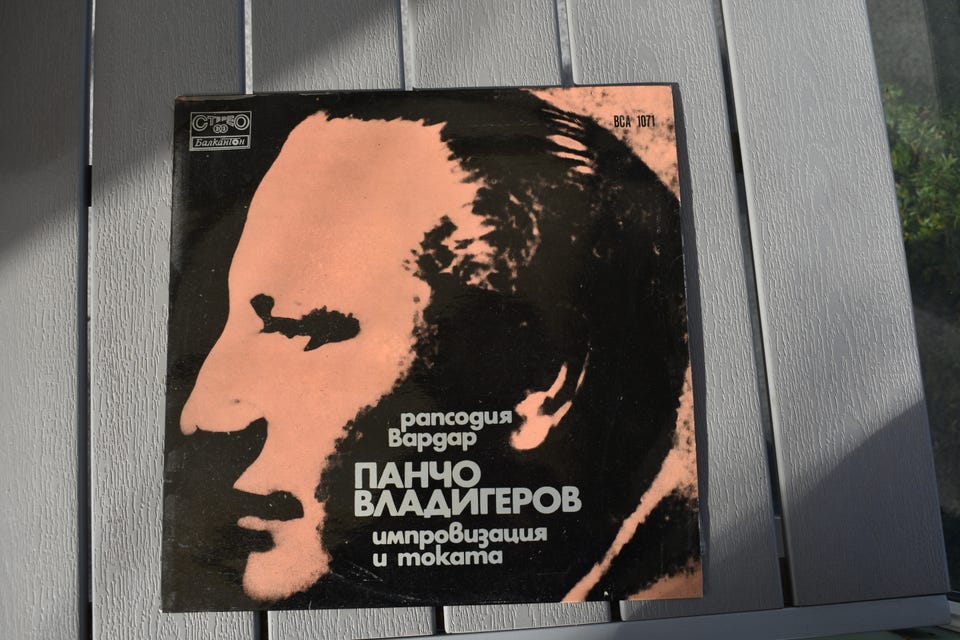 СТЕРЕО
Балкантон
ВСА 1071
рапсодия
Вардар
ПАНЧО
ВЛАДИГЕРОВ
импровизация
и токата